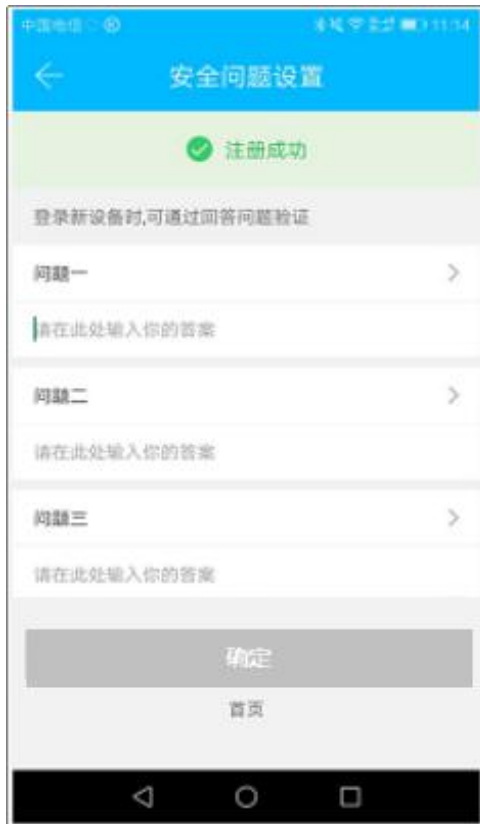 中国电信
11:14
安全问题设置
注册成功
登录新设备时,可通过回答问题验证
问题一
请在此处输入你的答案
问题二
请在此处输入你的答案
问题三
请在此处输入你的答案
确定
首页